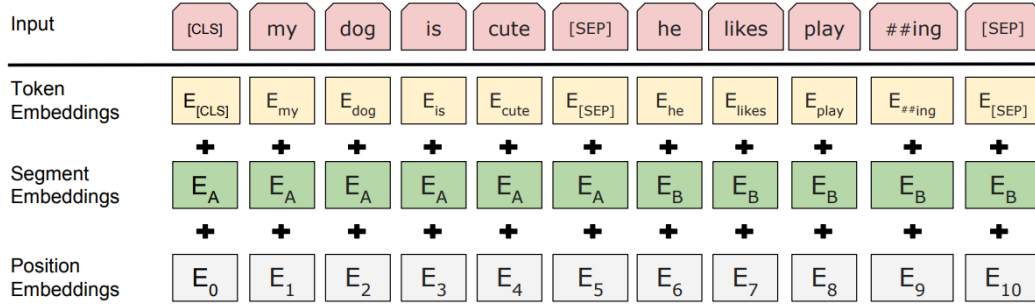 Input [CLS] my dog is cute [SEP] he likes play ##ing [SEP]
Token Embeddings E[CLS] Emy Edog Eis Ecute E[SEP] Ehe Elikes Eplay E##ing E[SEP]
+ + + + + + + + + + +
Segment Embeddings EA EA EA EA EA EA EB EB EB EB EB
+ + + + + + + + + + +
Position Embeddings E0 E1 E2 E3 E4 E5 E6 E7 E8 E9 E10